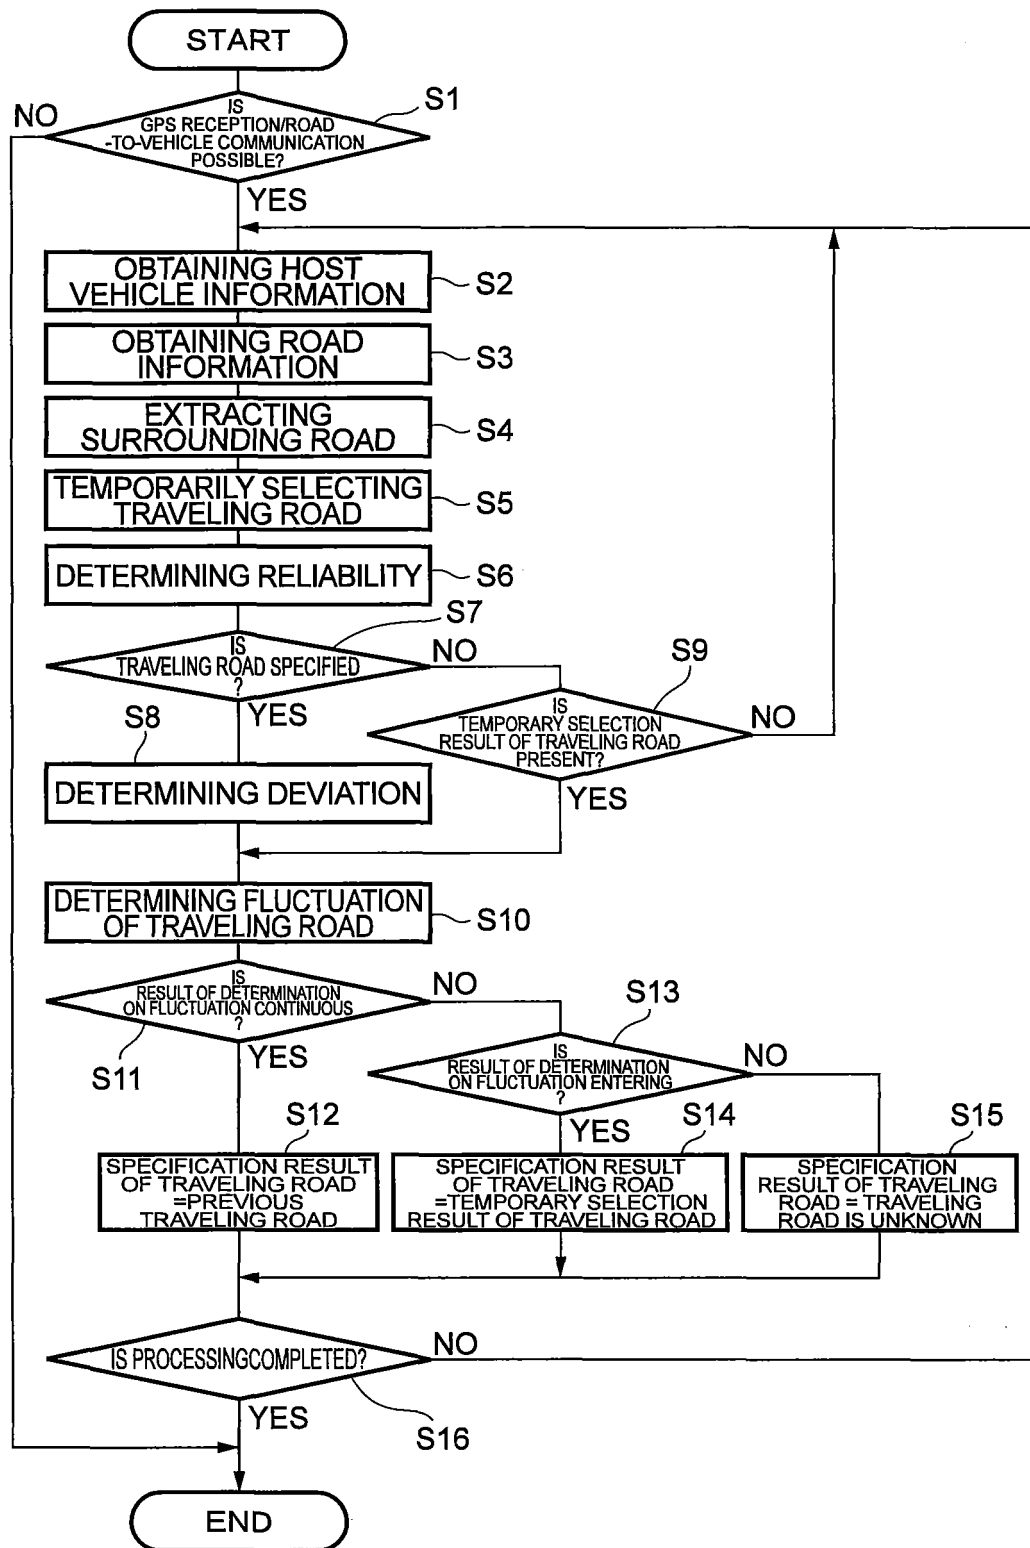 START
NO
IS
GPS RECEPTION/ROAD
-TO-VEHICLE COMMUNICATION
POSSIBLE?
S1
YES
OBTAINING HOST
VEHICLE INFORMATION
S2
OBTAINING ROAD
INFORMATION
S3
EXTRACTING
SURROUNDING ROAD
S4
TEMPORARILY SELECTING
TRAVELING ROAD
S5
DETERMINING RELIABILITY
S6
S7
IS
TRAVELING ROAD SPECIFIED
?
NO
YES
S8
S9
IS
TEMPORARY SELECTION
RESULT OF TRAVELING ROAD
PRESENT?
NO
YES
DETERMINING DEVIATION
DETERMINING FLUCTUATION
OF TRAVELING ROAD
S10
IS
RESULT OF DETERMINATION
ON FLUCTUATION CONTINUOUS
?
NO
S11
YES
S13
IS
RESULT OF DETERMINATION
ON FLUCTUATION ENTERING
?
NO
YES
S12
SPECIFICATION RESULT
OF TRAVELING ROAD
=PREVIOUS
TRAVELING ROAD
S14
SPECIFICATION RESULT
OF TRAVELING ROAD
=TEMPORARY SELECTION
RESULT OF TRAVELING ROAD
S15
SPECIFICATION
RESULT OF TRAVELING
ROAD = TRAVELING
ROAD IS UNKNOWN
IS PROCESSINGCOMPLETED?
NO
YES
S16
END